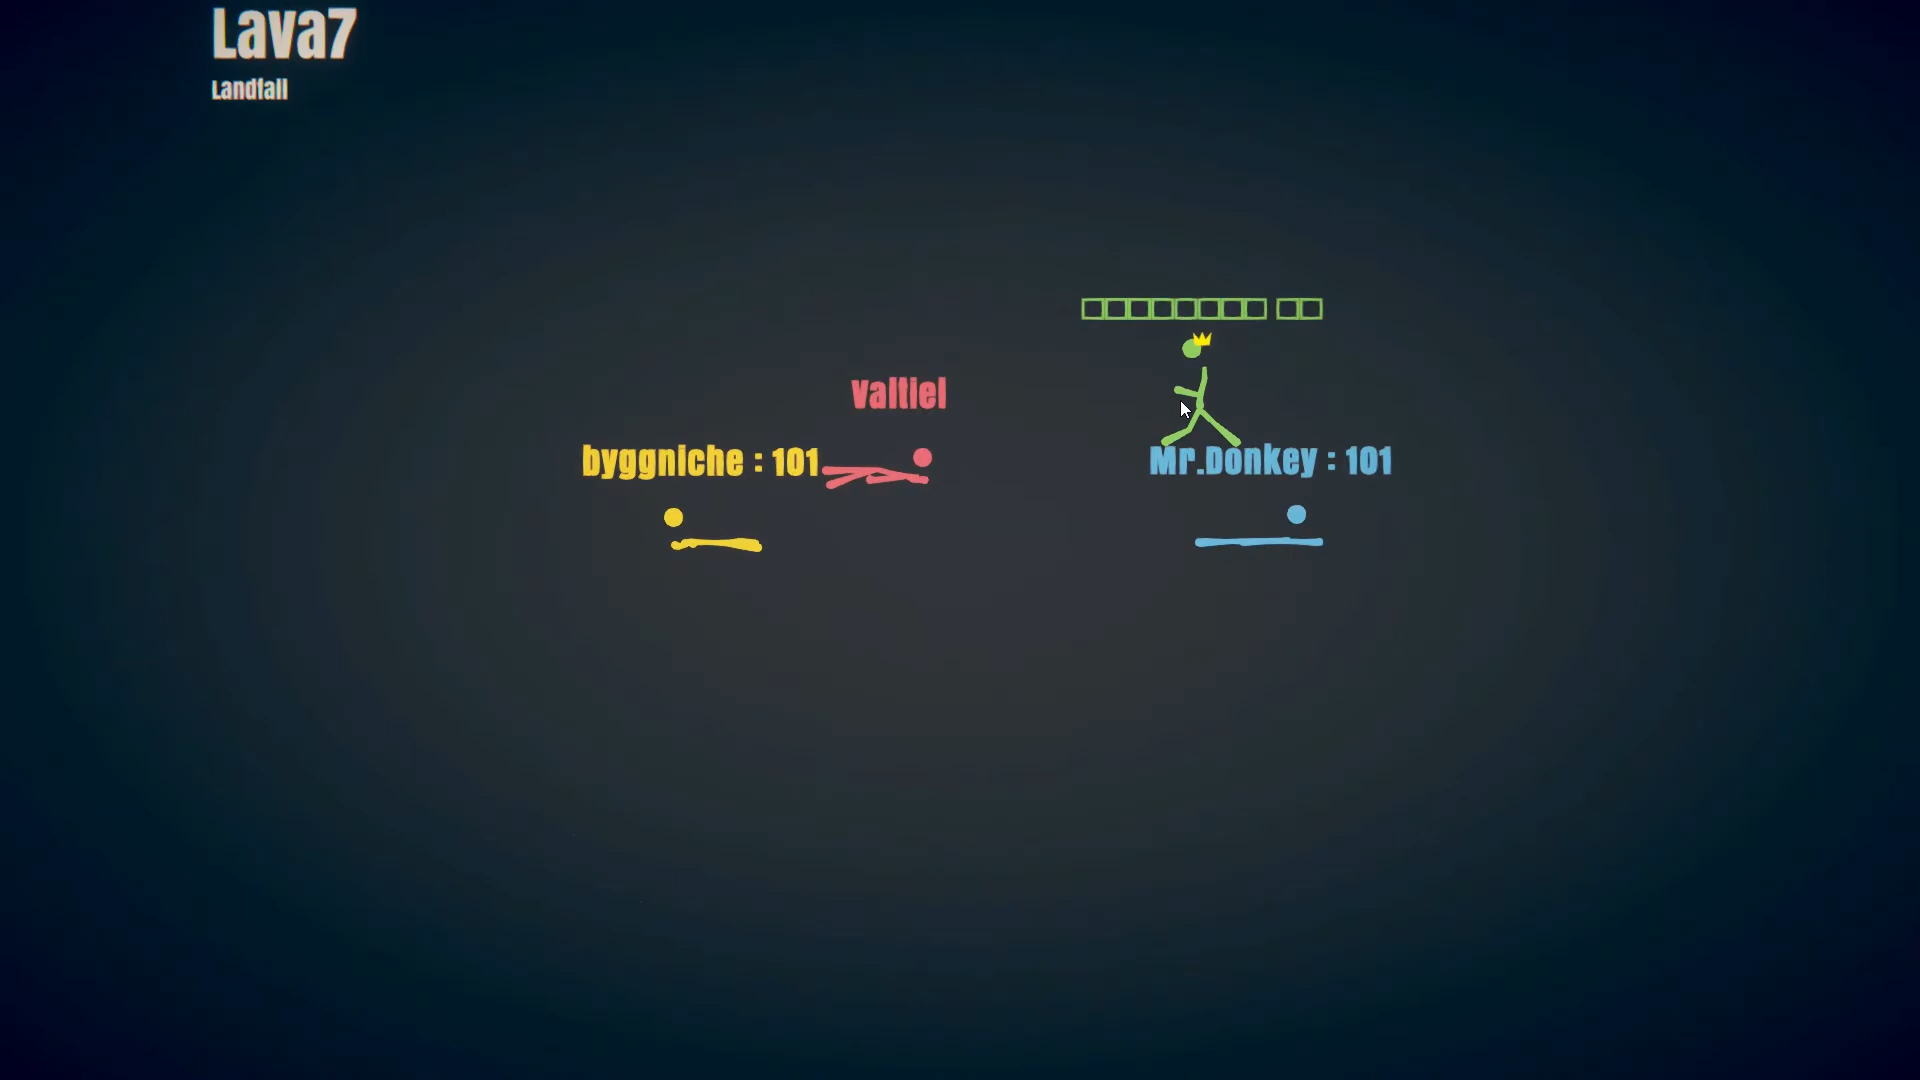 Lava7
Landfall
Valtiel
byggniche : 101
Mr.Donkey : 101